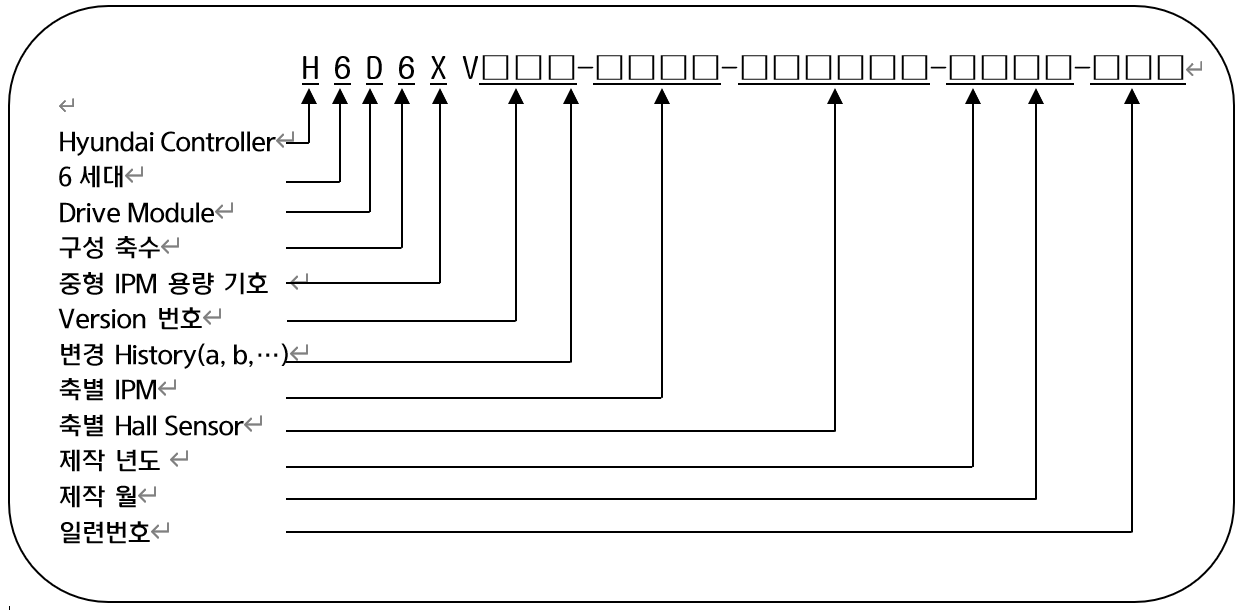 H 6 D 6 X V□□□-□□□□-□□□□□□-□□□□-□□□↵
↵
Hyundai Controller↵
6 세대↵
Drive Module↵
구성 축수↵
중형 IPM 용량 기호 ↵
Version 번호↵
변경 History(a, b,…)↵
축별 IPM↵
축별 Hall Sensor↵
제작 년도 ↵
제작 월↵
일련번호↵